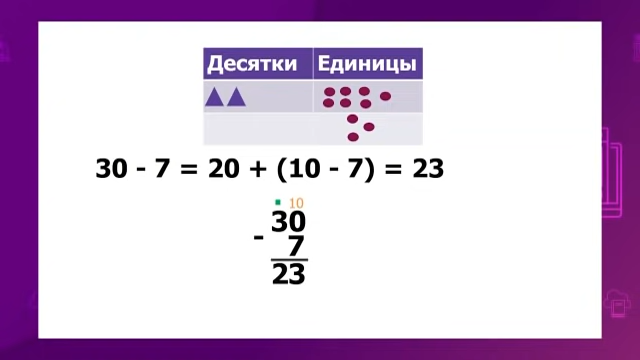 Десятки Единицы
30 - 7 = 20 + (10 - 7) = 23
10
30
- 7
23